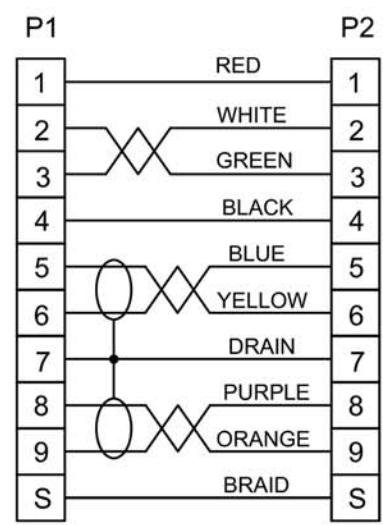 P1 P2
1 RED 1
2 WHITE 2
3 GREEN 3
4 BLACK 4
5 BLUE 5
6 YELLOW 6
7 DRAIN 7
8 PURPLE 8
9 ORANGE 9
S BRAID S